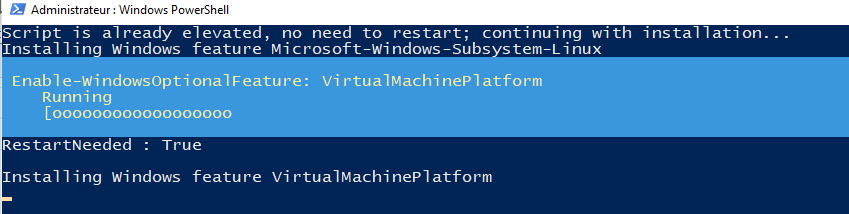 Administrateur : Windows PowerShell
Script is already elevated, no need to restart; continuing with installation...
Installing Windows feature Microsoft-Windows-Subsystem-Linux
Enable-WindowsOptionalFeature: VirtualMachinePlatform
Running
[oooooooooooooooooo
RestartNeeded : True
Installing Windows feature VirtualMachinePlatform